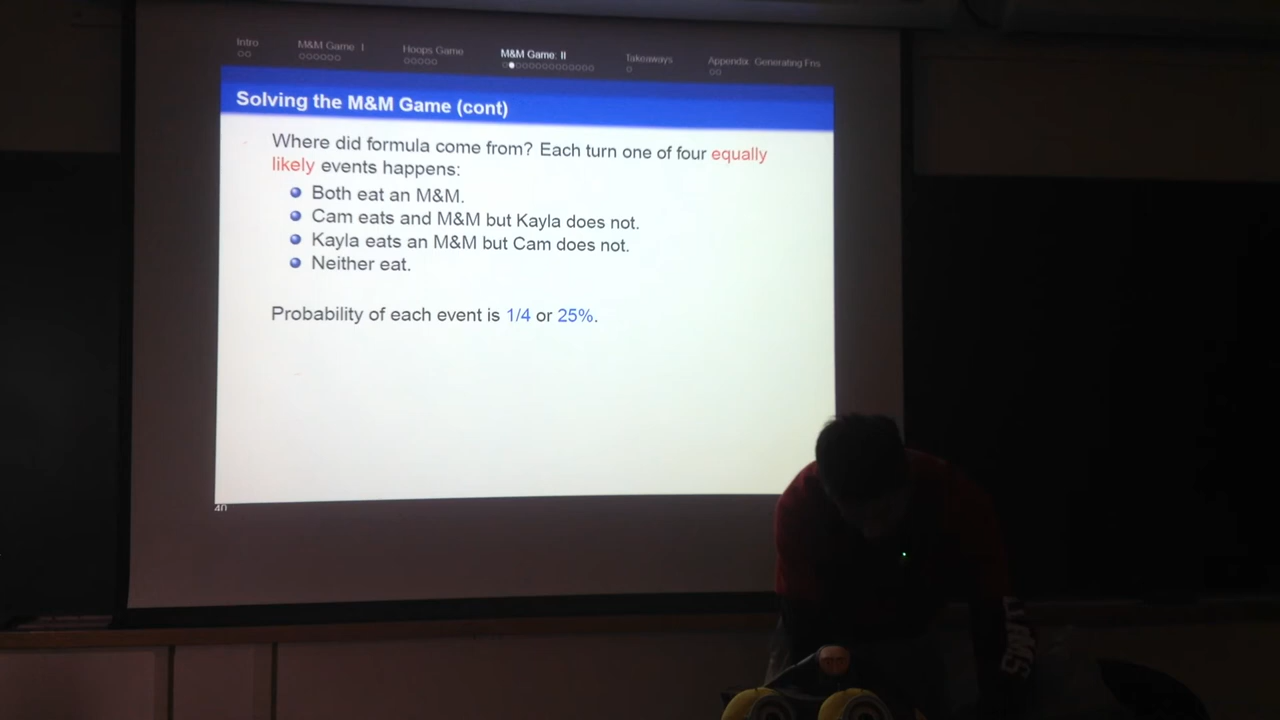 Intro
M&M Game I
Hoops Game
M&M Game: II
Takeaways
Appendix Generating Fns
Solving the M&M Game (cont)
Where did formula come from? Each turn one of four equally
likely events happens:
Both eat an M&M.
Cam eats and M&M but Kayla does not.
Kayla eats an M&M but Cam does not.
Neither eat.
Probability of each event is 1/4 or 25%.
40